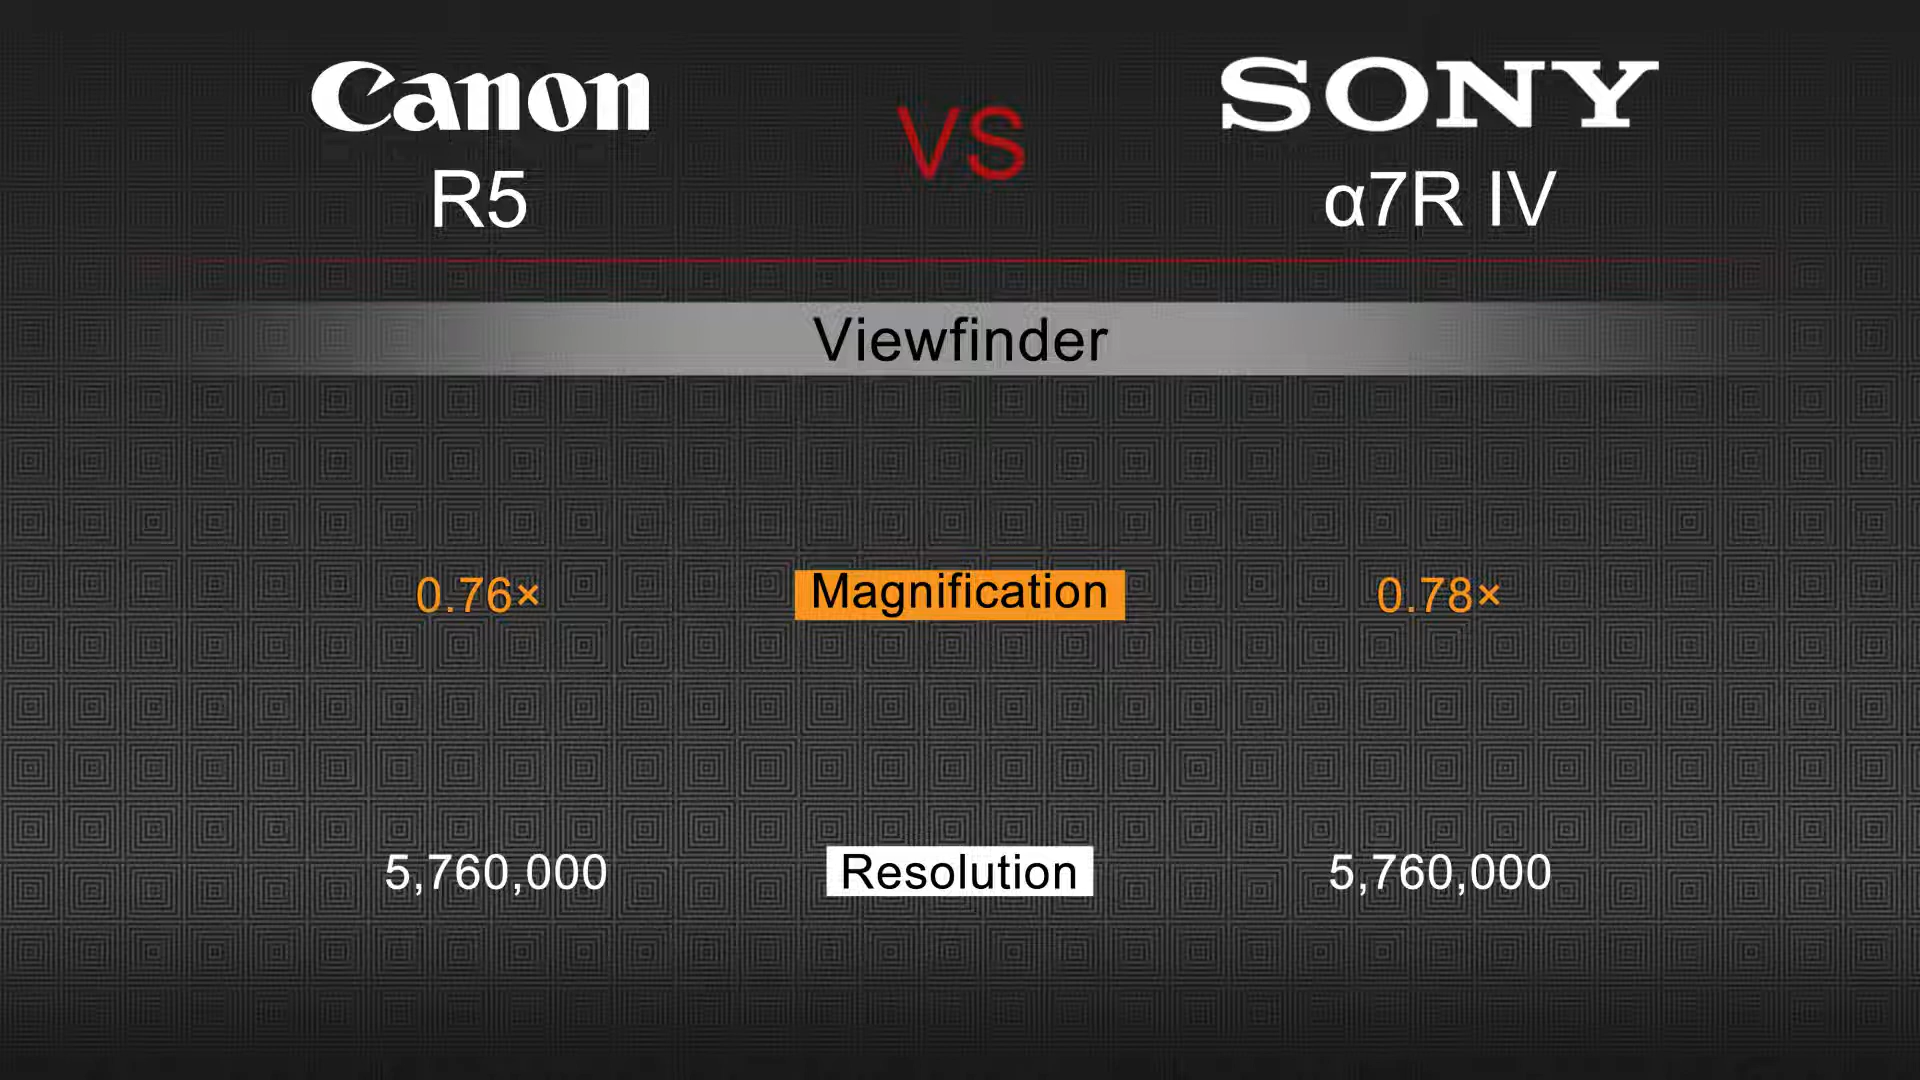 Canon
VS
SONY
R5
α7R IV
Viewfinder
0.76×
Magnification
0.78×
5,760,000
Resolution
5,760,000